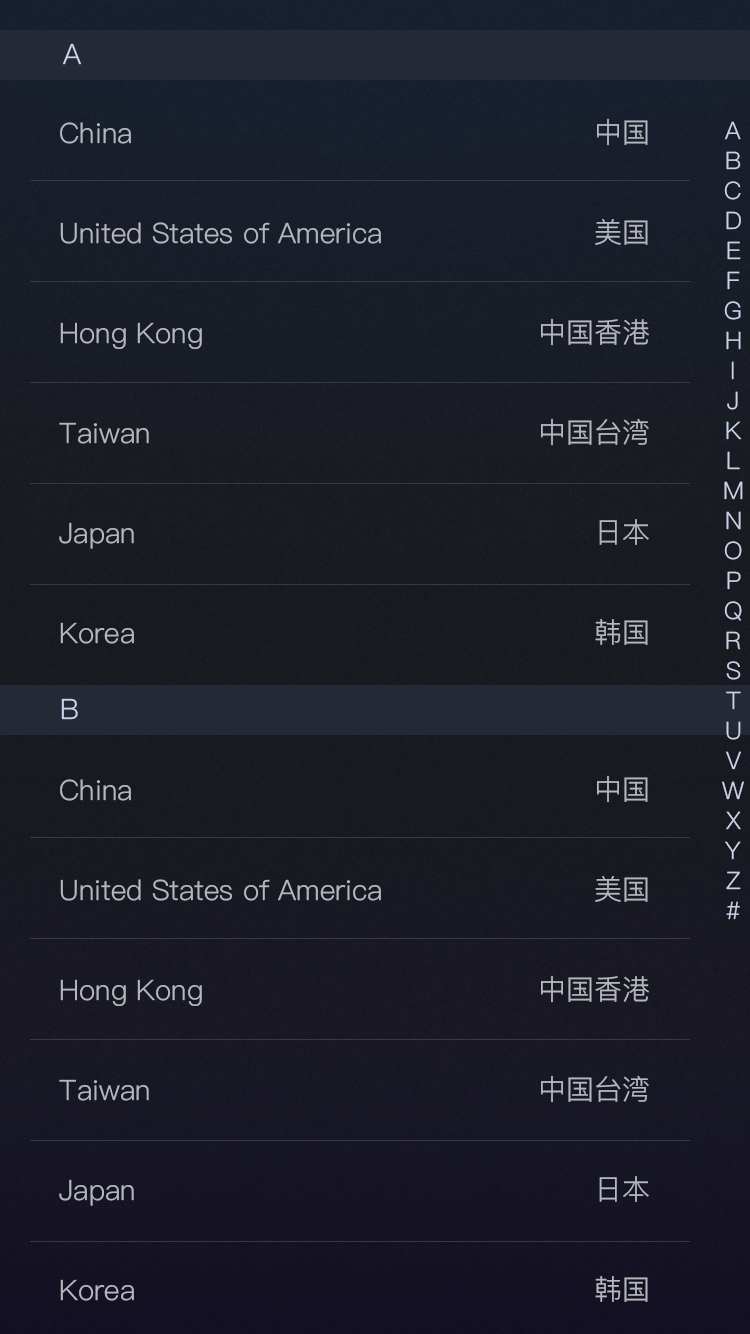 A
China 中国
United States of America 美国
Hong Kong 中国香港
Taiwan 中国台湾
Japan 日本
Korea 韩国
B
China 中国
United States of America 美国
Hong Kong 中国香港
Taiwan 中国台湾
Japan 日本
Korea 韩国
A
B
C
D
E
F
G
H
I
J
K
L
M
N
O
P
Q
R
S
T
U
V
W
X
Y
Z
#